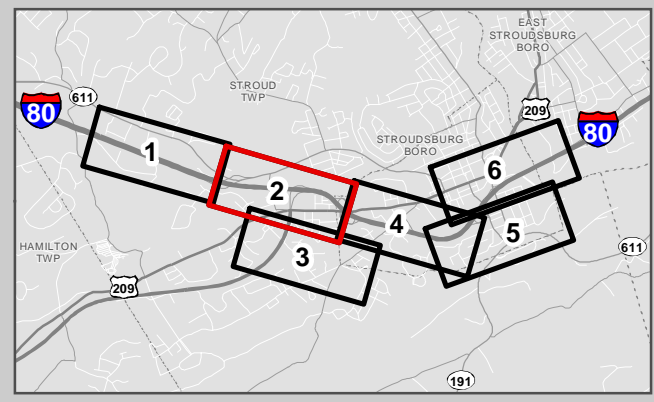 EAST
STROUDSBURG
BORO
STROUD
TWP
611
80
209
80
STROUDSBURG
BORO
1
6
2
4
5
3
HAMILTON
TWP
611
209
191